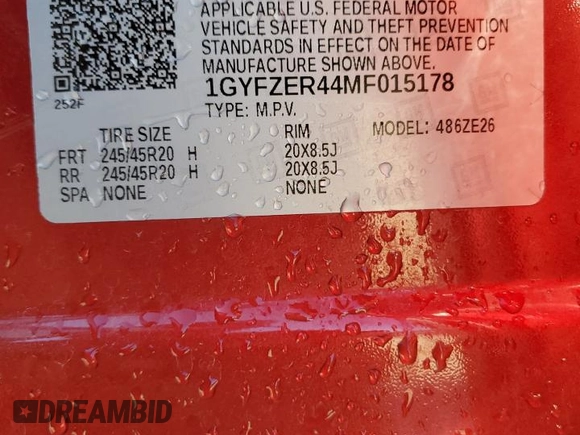 APPLICABLE U.S. FEDERAL MOTOR
VEHICLE SAFETY AND THEFT PREVENTION
STANDARDS IN EFFECT ON THE DATE OF
MANUFACTURE SHOWN ABOVE.
252F
1GYFZER44MF015178
TYPE: M.P.V.
TIRE SIZE RIM MODEL: 486ZE26
FRT 245/45R20 H 20X8.5J
RR 245/45R20 H 20X8.5J
SPA NONE NONE
DREAMBID